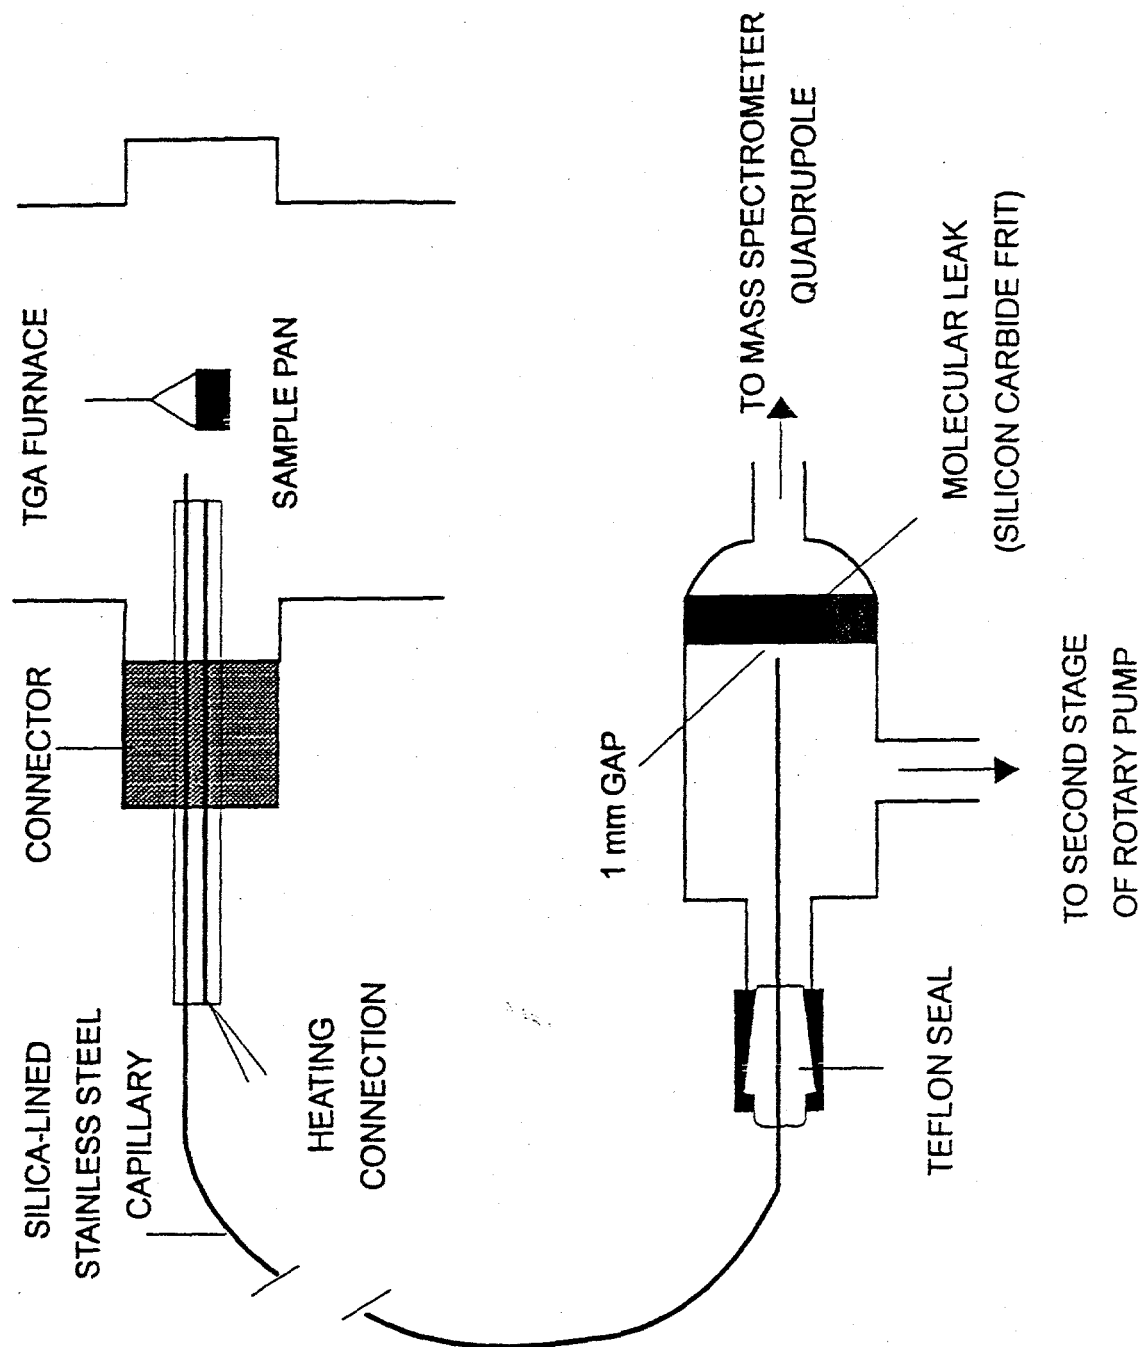 TGA FURNACE
SAMPLE PAN
CONNECTOR
SILICA-LINED
STAINLESS STEEL
CAPILLARY
HEATING
CONNECTION
TO MASS SPECTROMETER
QUADRUPOLE
MOLECULAR LEAK
(SILICON CARBIDE FRIT)
1 mm GAP
TO SECOND STAGE
OF ROTARY PUMP
TEFLON SEAL